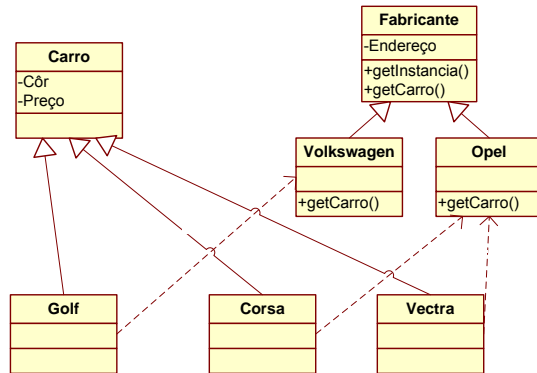 Fabricante
-Endereço
+getInstancia()
+getCarro()
Carro
-Côr
-Preço
Volkswagen
+getCarro()
Opel
+getCarro()
Golf
Corsa
Vectra